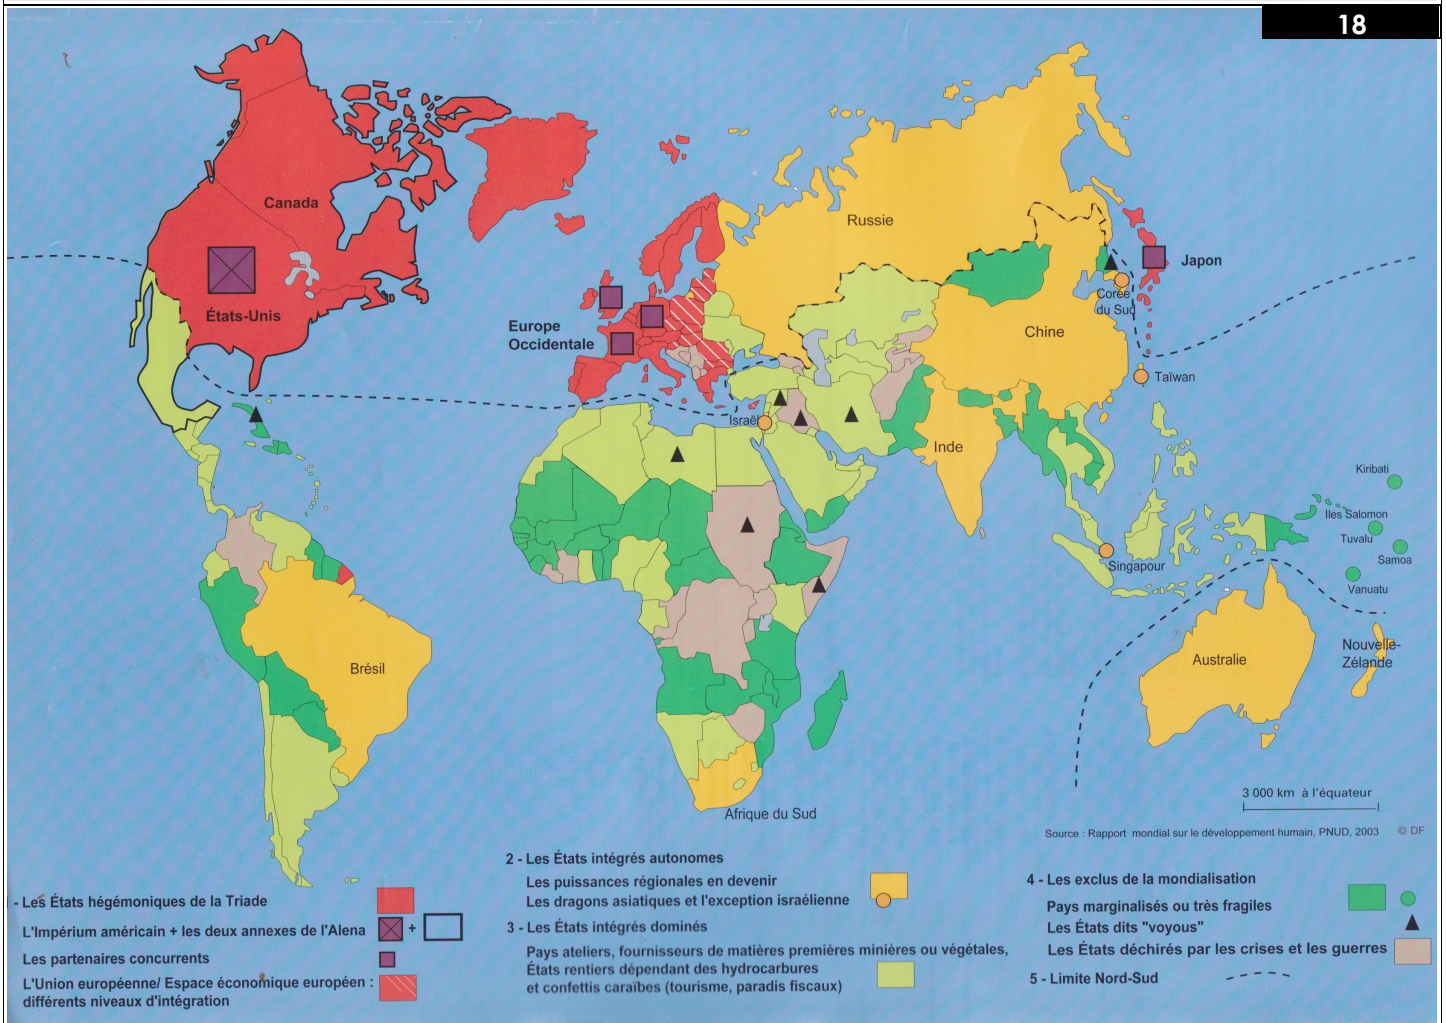 18
Canada
États-Unis
Europe
Occidentale
Russie
Japon
Corée
du Sud
Chine
Taïwan
Israël
Inde
Kiribati
Iles Salomon
Tuvalu
Samoa
Vanuatu
Singapour
Brésil
Australie
Nouvelle-
Zélande
Afrique du Sud
3 000 km à l'équateur
Source : Rapport mondial sur le développement humain, PNUD, 2003 © DF
- Les États hégémoniques de la Triade
L'Impérium américain + les deux annexes de l'Alena +
Les partenaires concurrents
L'Union européenne/ Espace économique européen :
différents niveaux d'intégration
2 - Les États intégrés autonomes
Les puissances régionales en devenir
Les dragons asiatiques et l'exception israélienne
3 - Les États intégrés dominés
Pays ateliers, fournisseurs de matières premières minières ou végétales,
États rentiers dépendant des hydrocarbures
et confettis caraïbes (tourisme, paradis fiscaux)
4 - Les exclus de la mondialisation
Pays marginalisés ou très fragiles
Les États dits "voyous"
Les États déchirés par les crises et les guerres
5 - Limite Nord-Sud